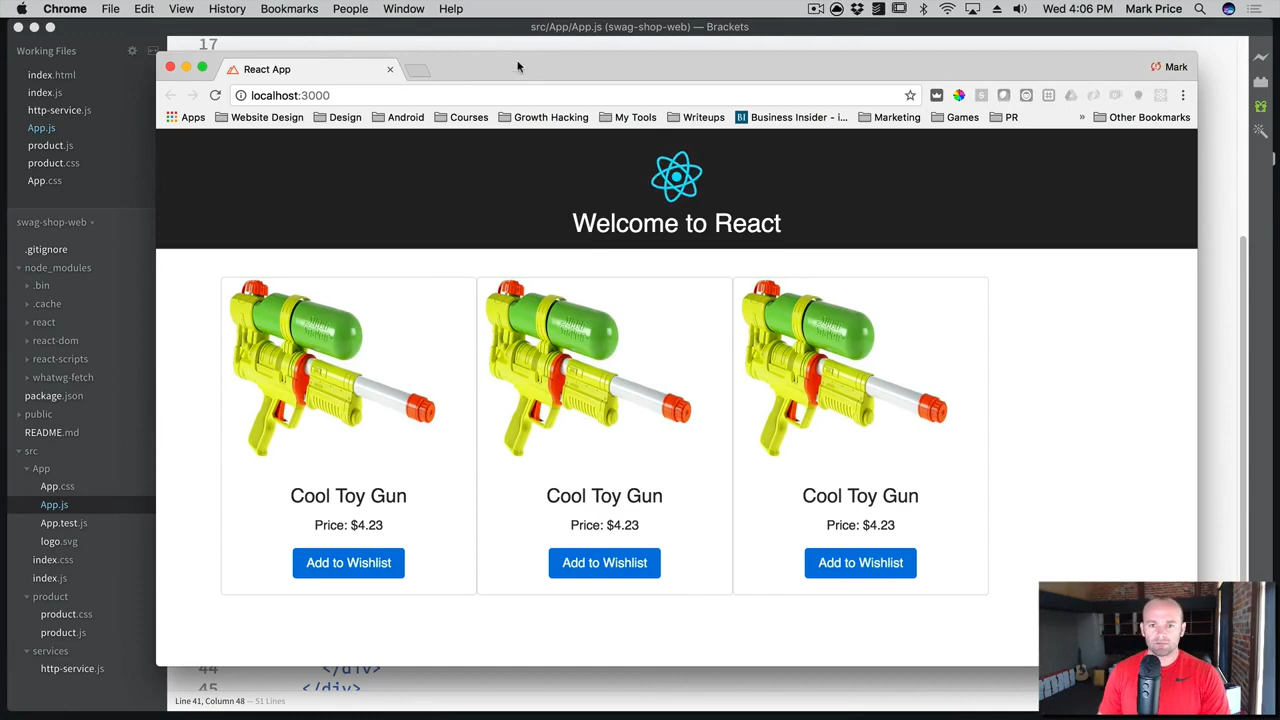 Chrome File Edit View History Bookmarks People Window Help Wed 4:06 PM Mark Price
src/App/App.js (swag-shop-web) — Brackets
Working Files
index.html
index.js
http-service.js
App.js
product.js
product.css
App.css
swag-shop-web
.gitignore
node_modules
.bin
.cache
react
react-dom
react-scripts
whatwg-fetch
package.json
public
README.md
src
App
App.css
App.js
App.test.js
logo.svg
index.css
index.js
product
product.css
product.js
services
http-service.js
17
React App
Mark
localhost:3000
Apps Website Design Design Android Courses Growth Hacking My Tools Writeups BI Business Insider - i... Marketing Games PR » Other Bookmarks
Welcome to React
Cool Toy Gun Cool Toy Gun Cool Toy Gun
Price: $4.23 Price: $4.23 Price: $4.23
Add to Wishlist Add to Wishlist Add to Wishlist
44 </div>
45 </div>
Line 41, Column 48 — 51 Lines